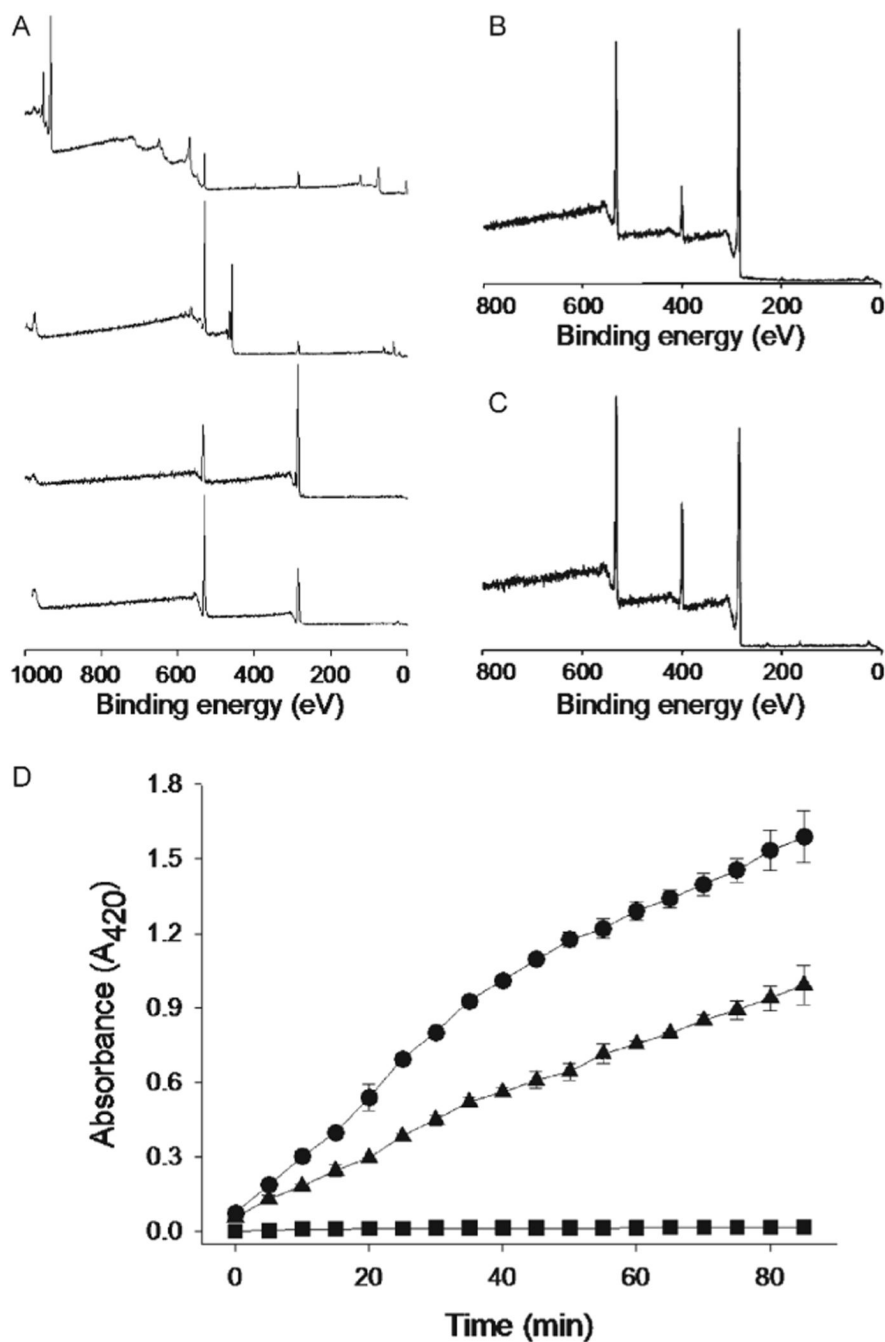 A
1000 800 600 400 200 0
Binding energy (eV)
B
800 600 400 200 0
Binding energy (eV)
C
800 600 400 200 0
Binding energy (eV)
D
1.8
1.5
1.2
0.9
0.6
0.3
0.0
Absorbance (A420)
0 20 40 60 80
Time (min)